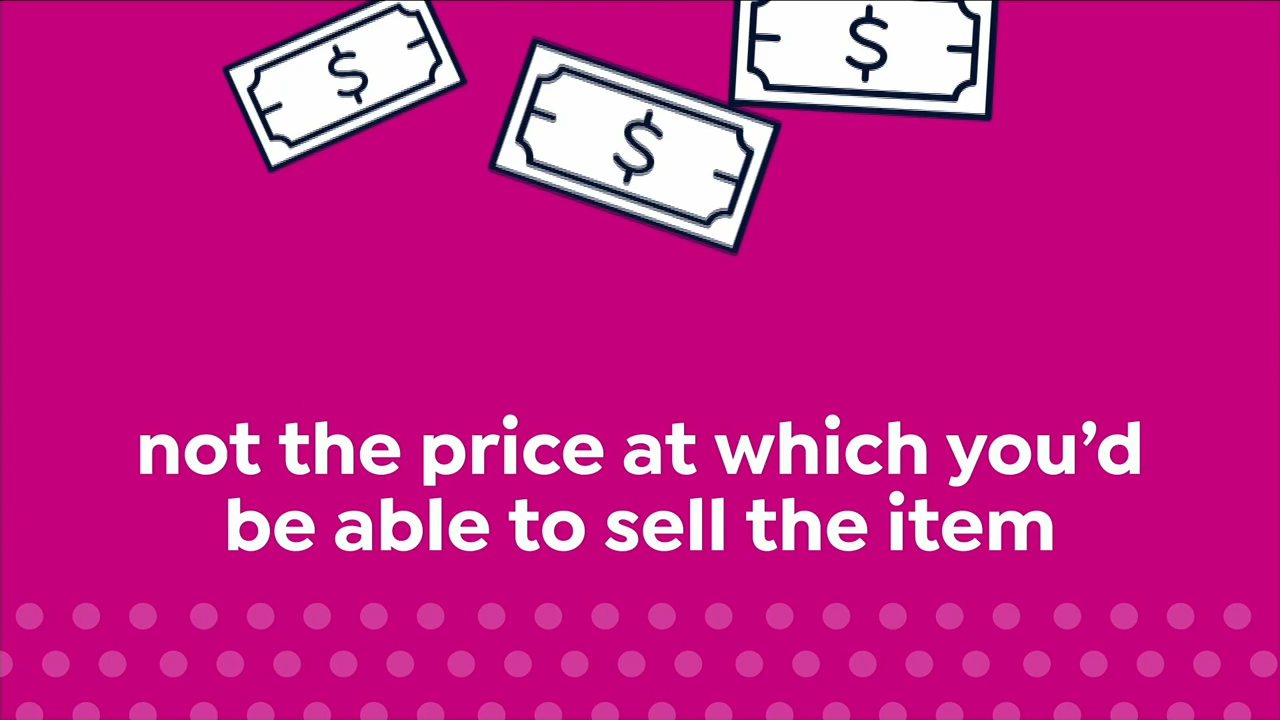 $
$
$
not the price at which you’d
be able to sell the item